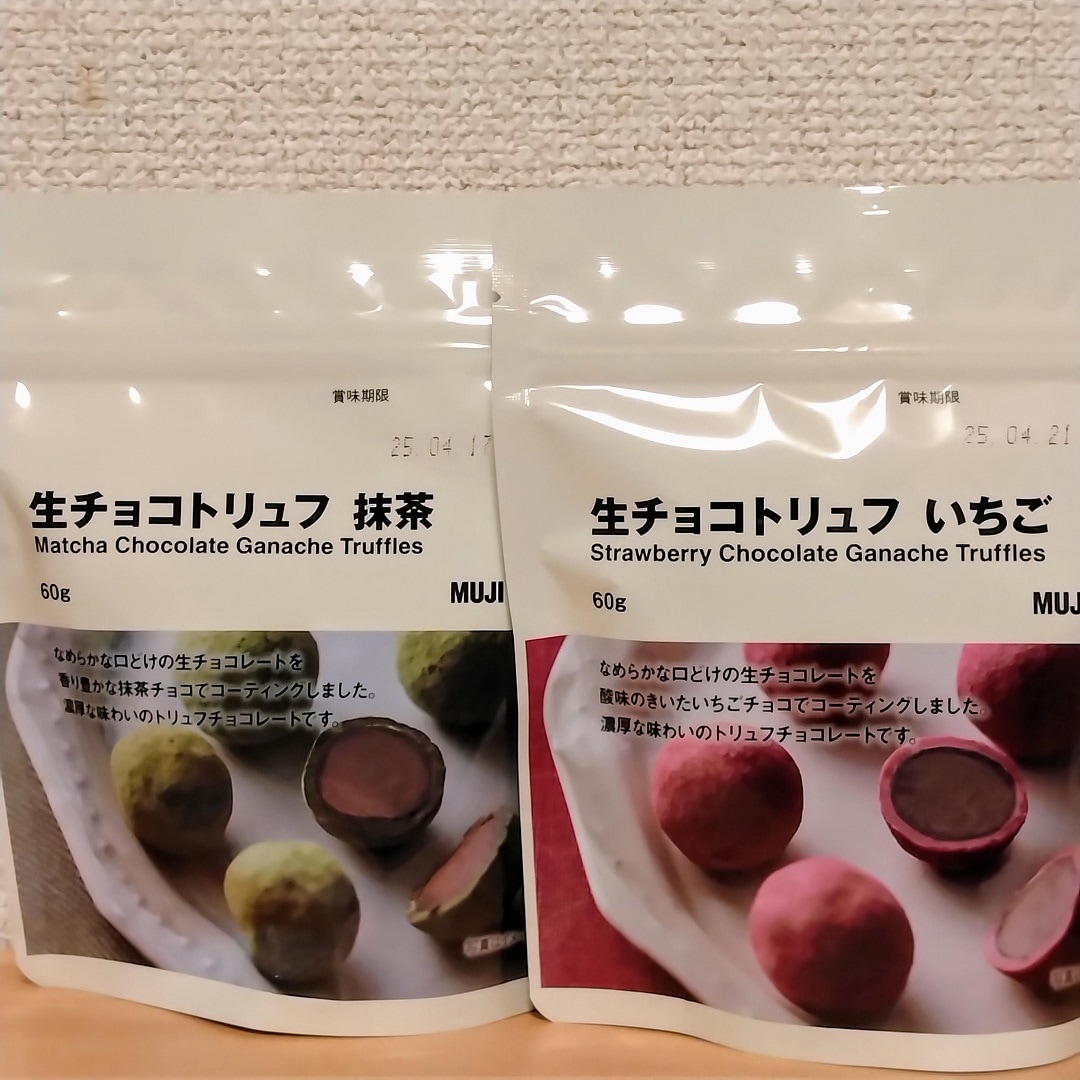 賞味期限
25.04.17
生チョコトリュフ 抹茶
Matcha Chocolate Ganache Truffles
60g
MUJI
なめらかな口どけの生チョコレートを
香り豊かな抹茶チョコでコーティングしました。
濃厚な味わいのトリュフチョコレートです。
賞味期限
25.04.21
生チョコトリュフ いちご
Strawberry Chocolate Ganache Truffles
60g
MUJ
なめらかな口どけの生チョコレートを
酸味のきいたいちごチョコでコーティングしました。
濃厚な味わいのトリュフチョコレートです。